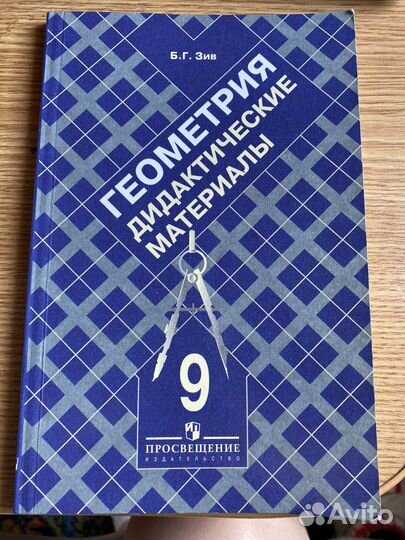 Б.Г. Зив
ГЕОМЕТРИЯ
ДИДАКТИЧЕСКИЕ
МАТЕРИАЛЫ
9
ПРОСВЕЩЕНИЕ
ИЗДАТЕЛЬСТВО
Avito